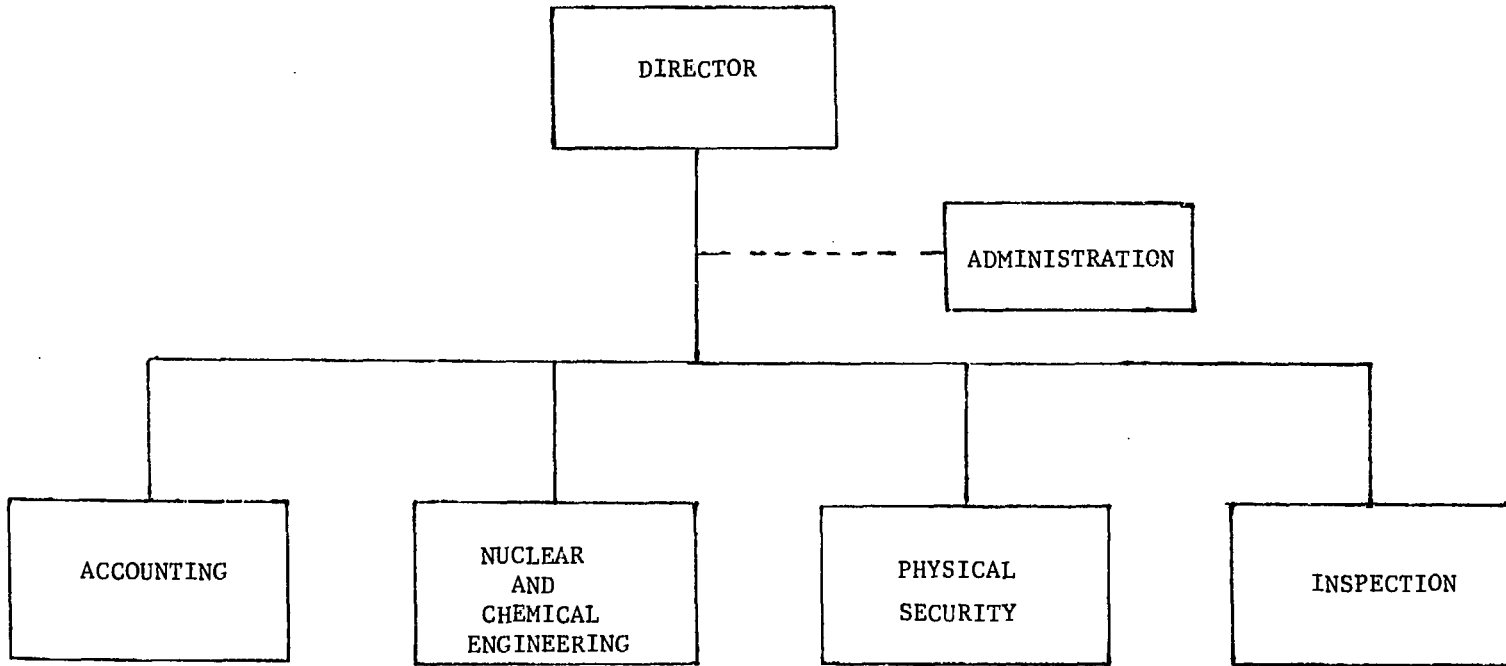 DIRECTOR
ADMINISTRATION
ACCOUNTING
NUCLEAR
AND
CHEMICAL
ENGINEERING
PHYSICAL
SECURITY
INSPECTION